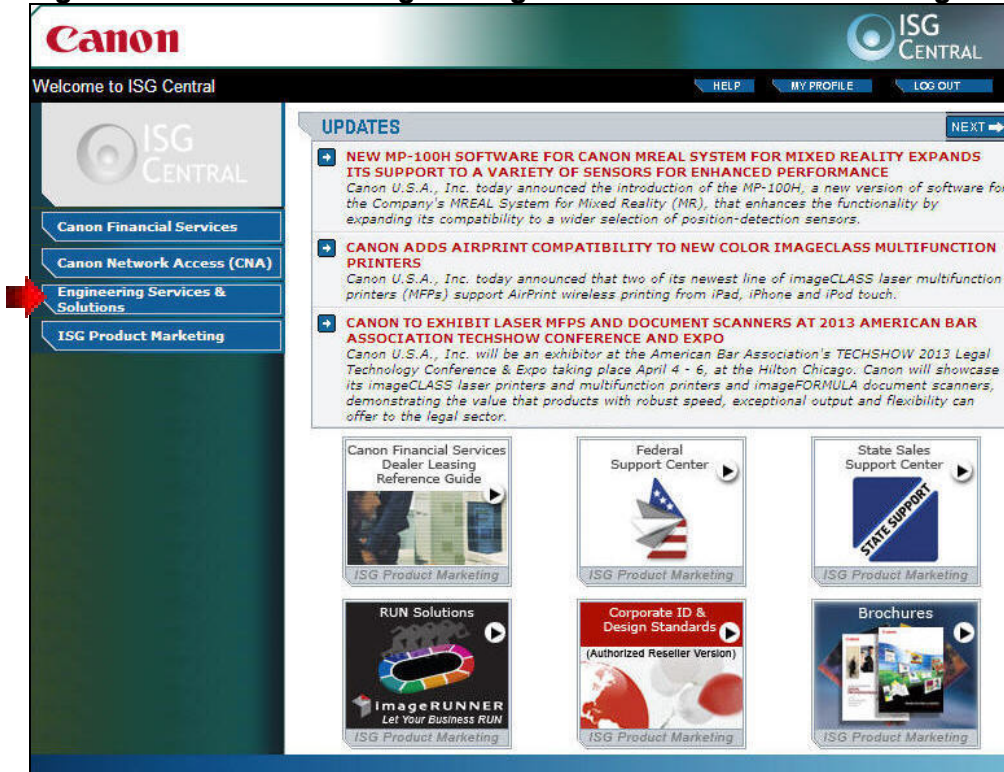 Canon
ISG
CENTRAL
Welcome to ISG Central
HELP
MY PROFILE
LOG OUT
ISG
CENTRAL
Canon Financial Services
Canon Network Access (CNA)
Engineering Services &
Solutions
ISG Product Marketing
UPDATES
NEXT
NEW MP-100H SOFTWARE FOR CANON MREAL SYSTEM FOR MIXED REALITY EXPANDS
ITS SUPPORT TO A VARIETY OF SENSORS FOR ENHANCED PERFORMANCE
Canon U.S.A., Inc. today announced the introduction of the MP-100H, a new version of software for
the Company's MREAL System for Mixed Reality (MR), that enhances the functionality by
expanding its compatibility to a wider selection of position-detection sensors.
CANON ADDS AIRPRINT COMPATIBILITY TO NEW COLOR IMAGECLASS MULTIFUNCTION
PRINTERS
Canon U.S.A., Inc. today announced that two of its newest line of imageCLASS laser multifunction
printers (MFPs) support AirPrint wireless printing from iPad, iPhone and iPod touch.
CANON TO EXHIBIT LASER MFPS AND DOCUMENT SCANNERS AT 2013 AMERICAN BAR
ASSOCIATION TECHSHOW CONFERENCE AND EXPO
Canon U.S.A., Inc. will be an exhibitor at the American Bar Association's TECHSHOW 2013 Legal
Technology Conference & Expo taking place April 4 - 6, at the Hilton Chicago. Canon will showcase
its imageCLASS laser printers and multifunction printers and imageFORMULA document scanners,
demonstrating the value that products with robust speed, exceptional output and flexibility can
offer to the legal sector.
Canon Financial Services
Dealer Leasing
Reference Guide
ISG Product Marketing
Federal
Support Center
ISG Product Marketing
State Sales
Support Center
STATE SUPPORT
ISG Product Marketing
RUN Solutions
imageRUNNER
Let Your Business RUN
ISG Product Marketing
Corporate ID &
Design Standards
(Authorized Reseller Version)
ISG Product Marketing
Brochures
ISG Product Marketing